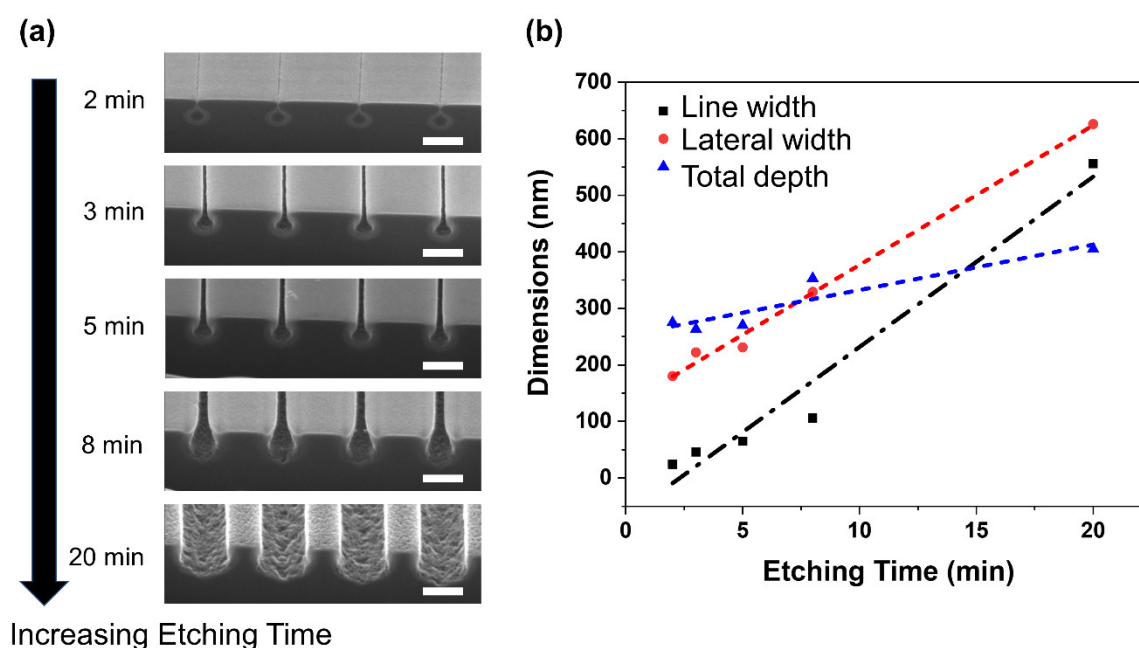 (a)
2 min
3 min
5 min
8 min
20 min
Increasing Etching Time
(b)
Dimensions (nm)
700
600
500
400
300
200
100
0
Line width
Lateral width
Total depth
0
5
10
15
20
Etching Time (min)